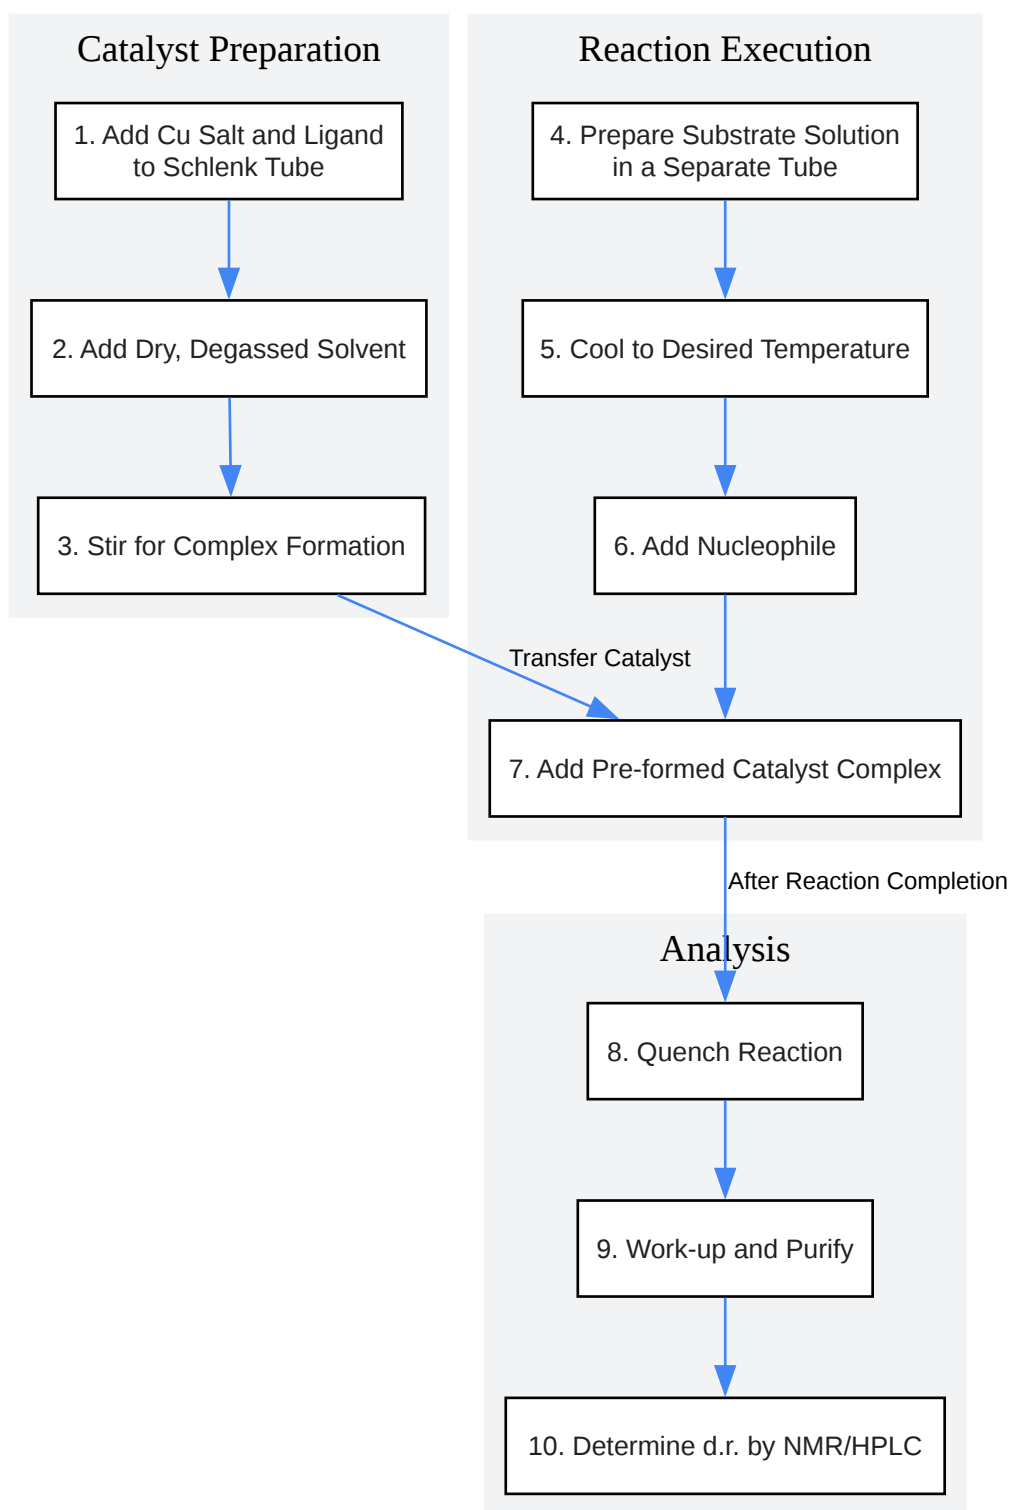 Catalyst Preparation
1. Add Cu Salt and Ligand
to Schlenk Tube
2. Add Dry, Degassed Solvent
3. Stir for Complex Formation
Reaction Execution
4. Prepare Substrate Solution
in a Separate Tube
5. Cool to Desired Temperature
6. Add Nucleophile
Transfer Catalyst
7. Add Pre-formed Catalyst Complex
After Reaction Completion
Analysis
8. Quench Reaction
9. Work-up and Purify
10. Determine d.r. by NMR/HPLC